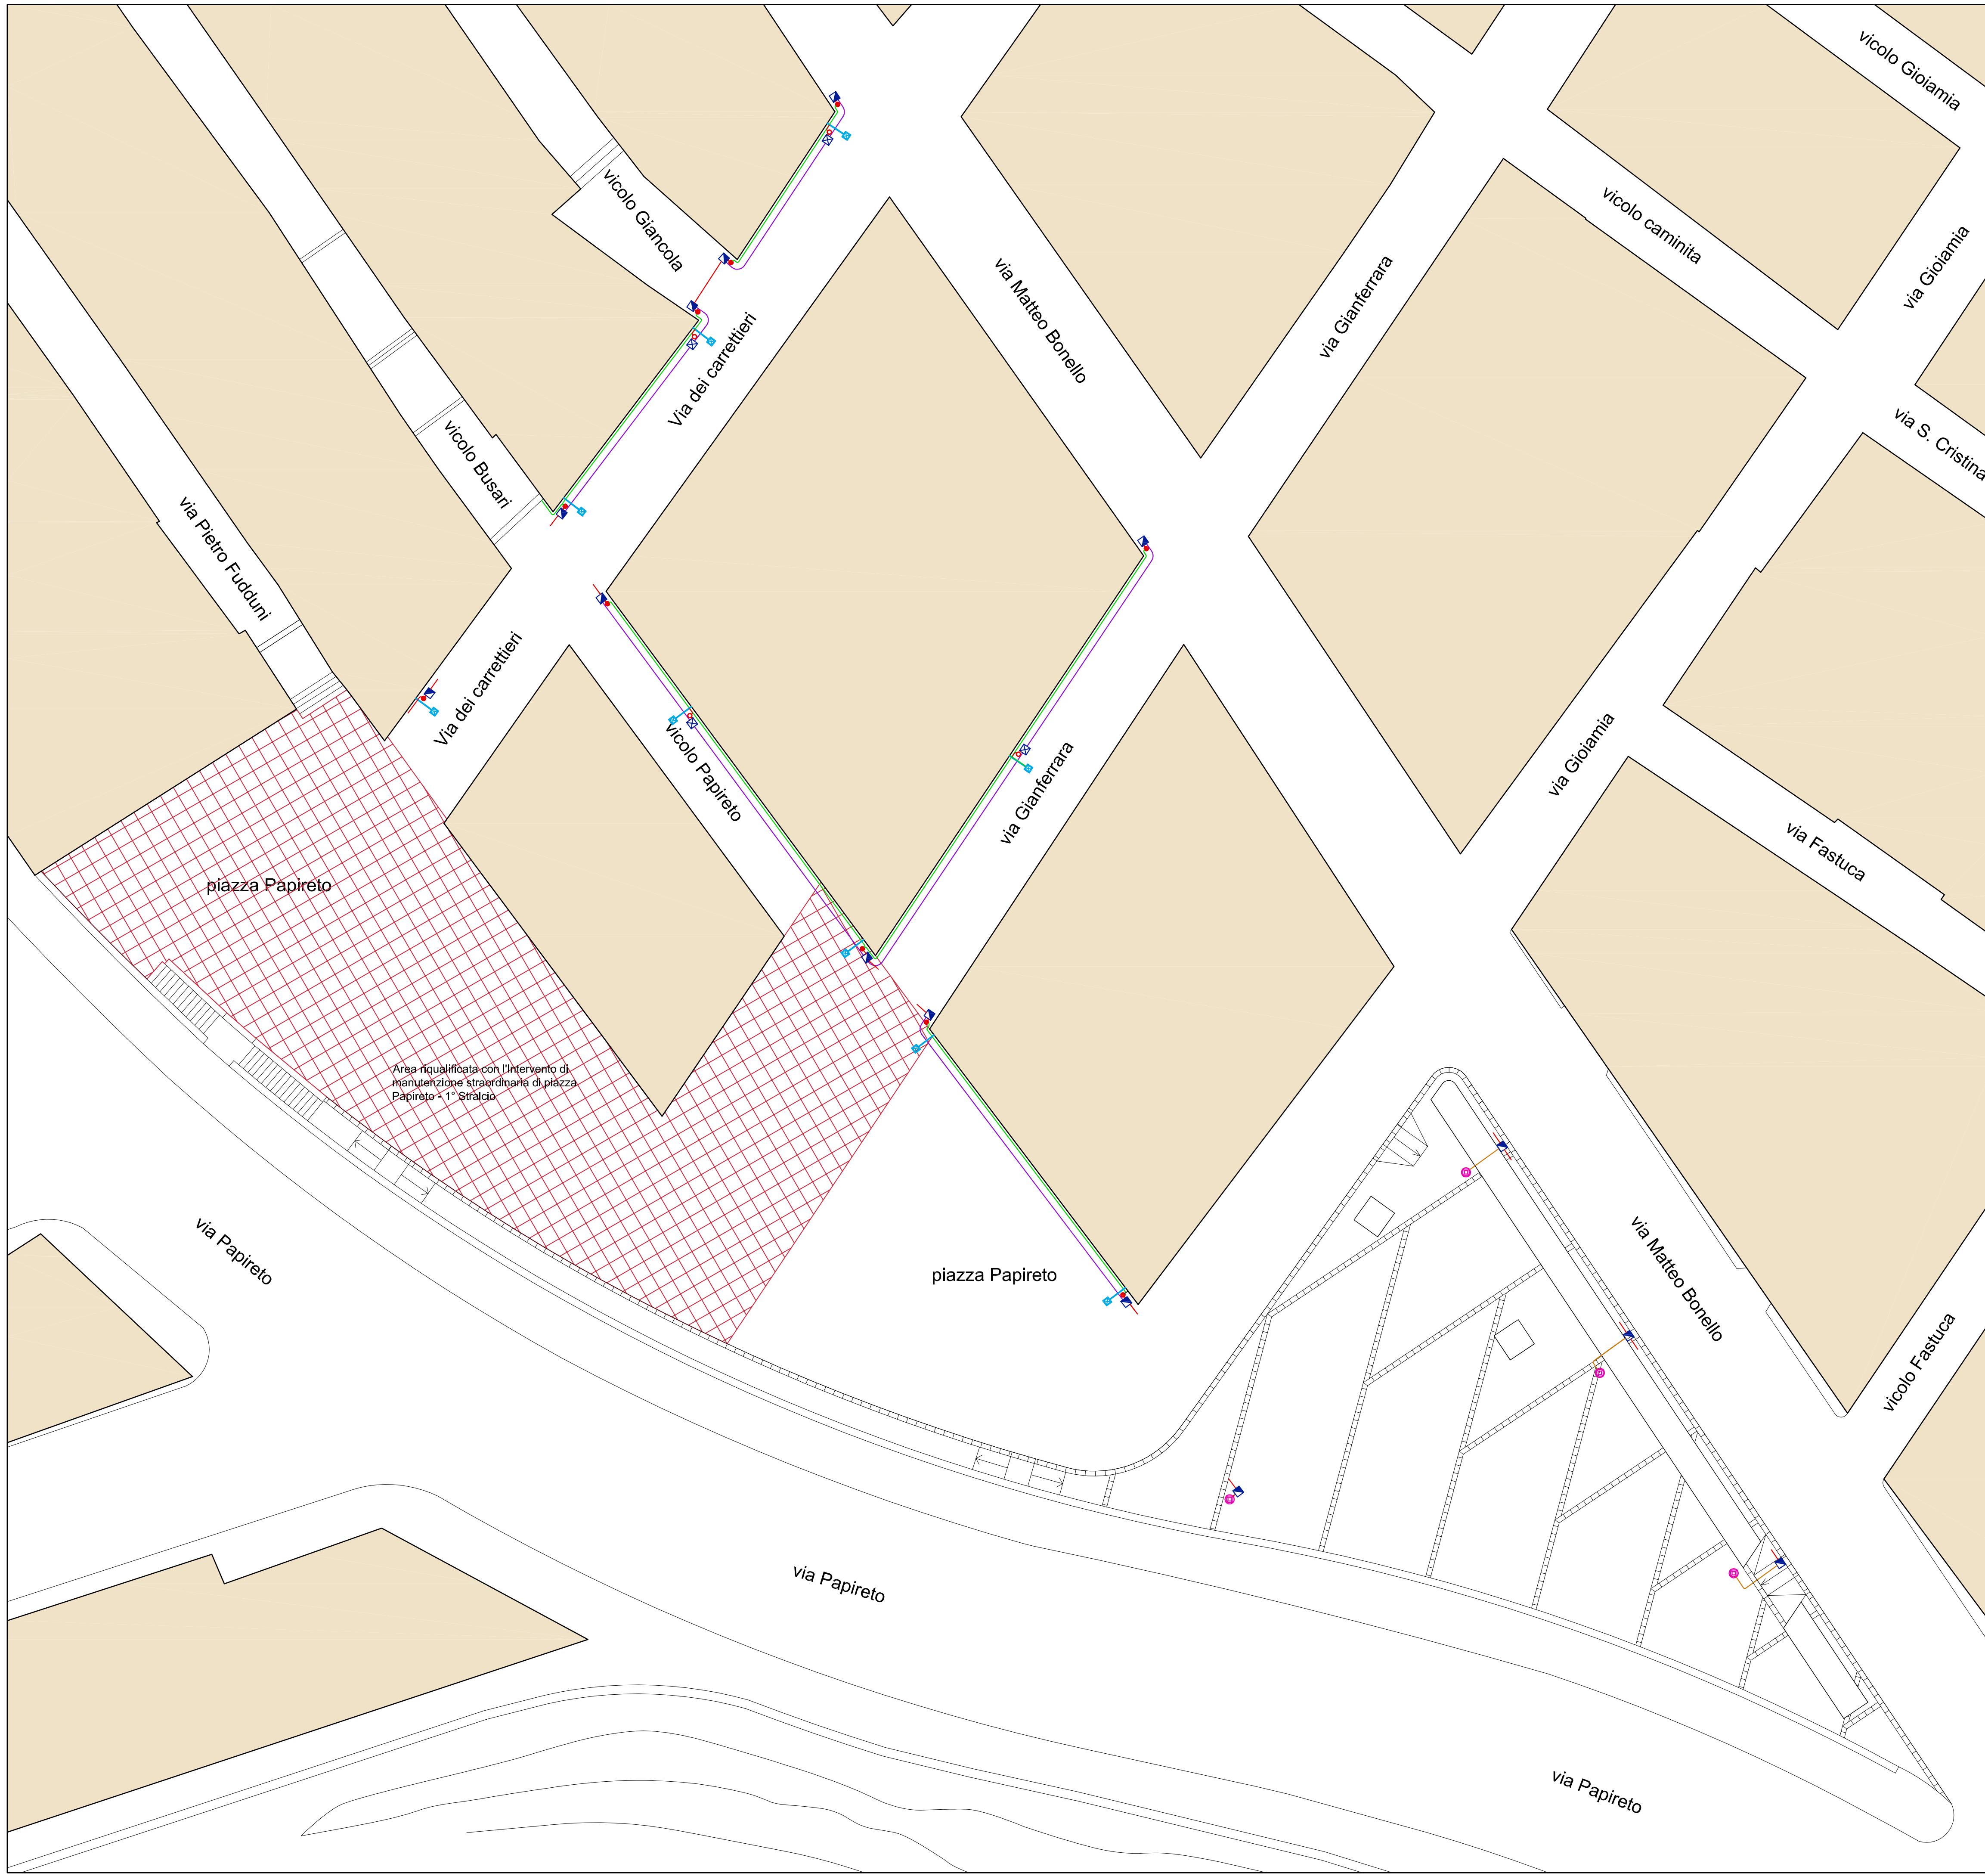 vicolo Gioiamia
vicolo Giancola
vicolo caminita
via Gioiamia
via Matteo Bonello
via Gianferrara
Via dei carrettieri
vicolo Busari
via S. Cristina
via Pietro Fudduni
Via dei carrettieri
vicolo Papireto
via Gianferrara
via Gioiamia
via Fastuca
piazza Papireto
Area riqualificata con l'Intervento di
manutenzione straordinaria di piazza
Papireto - 1° Stralcio
via Papireto
piazza Papireto
via Matteo Bonello
vicolo Fastuca
via Papireto
via Papireto